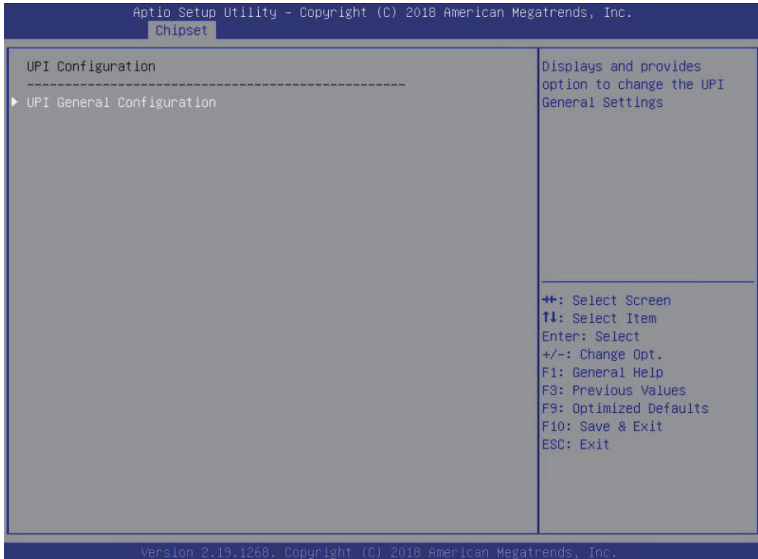 Aptio Setup Utility – Copyright (C) 2018 American Megatrends, Inc.
Chipset
UPI Configuration
--------------------------------------------------
▶ UPI General Configuration
Displays and provides
option to change the UPI
General Settings
→←: Select Screen
↑↓: Select Item
Enter: Select
+/-: Change Opt.
F1: General Help
F3: Previous Values
F9: Optimized Defaults
F10: Save & Exit
ESC: Exit
Version 2.19.1268. Copyright (C) 2018 American Megatrends, Inc.